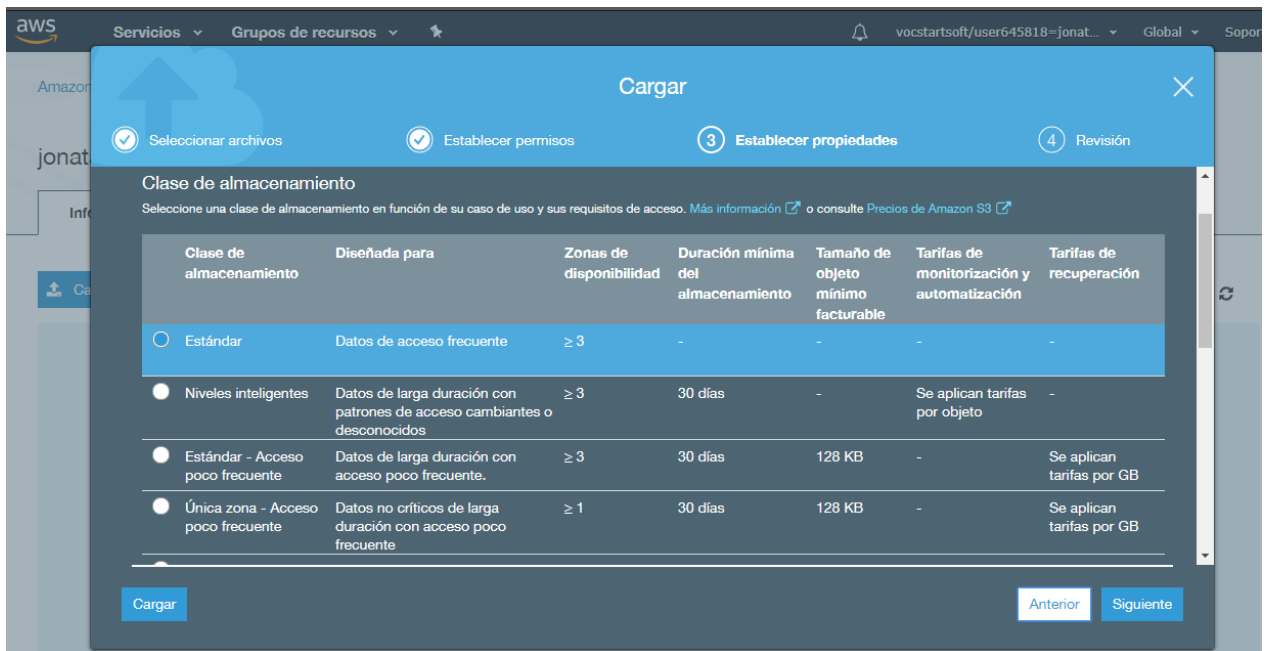 aws
Servicios
Grupos de recursos
vocstartsoft/user645818=jonat...
Global
Sopor
Amazon
Cargar
Seleccionar archivos
Establecer permisos
3 Establecer propiedades
4 Revisión
jonat
Info
Clase de almacenamiento
Seleccione una clase de almacenamiento en función de su caso de uso y sus requisitos de acceso. Más información o consulte Precios de Amazon S3
Clase de
almacenamiento
Diseñada para
Zonas de
disponibilidad
Duración mínima
del
almacenamiento
Tamaño de
objeto
mínimo
facturable
Tarifas de
monitorización y
automatización
Tarifas de
recuperación
Ca
Estándar
Datos de acceso frecuente
≥ 3
-
-
-
-
Niveles inteligentes
Datos de larga duración con
patrones de acceso cambiantes o
desconocidos
≥ 3
30 días
-
Se aplican tarifas
por objeto
-
Estándar - Acceso
poco frecuente
Datos de larga duración con
acceso poco frecuente.
≥ 3
30 días
128 KB
-
Se aplican
tarifas por GB
Única zona - Acceso
poco frecuente
Datos no críticos de larga
duración con acceso poco
frecuente
≥ 1
30 días
128 KB
-
Se aplican
tarifas por GB
Cargar
Anterior
Siguiente